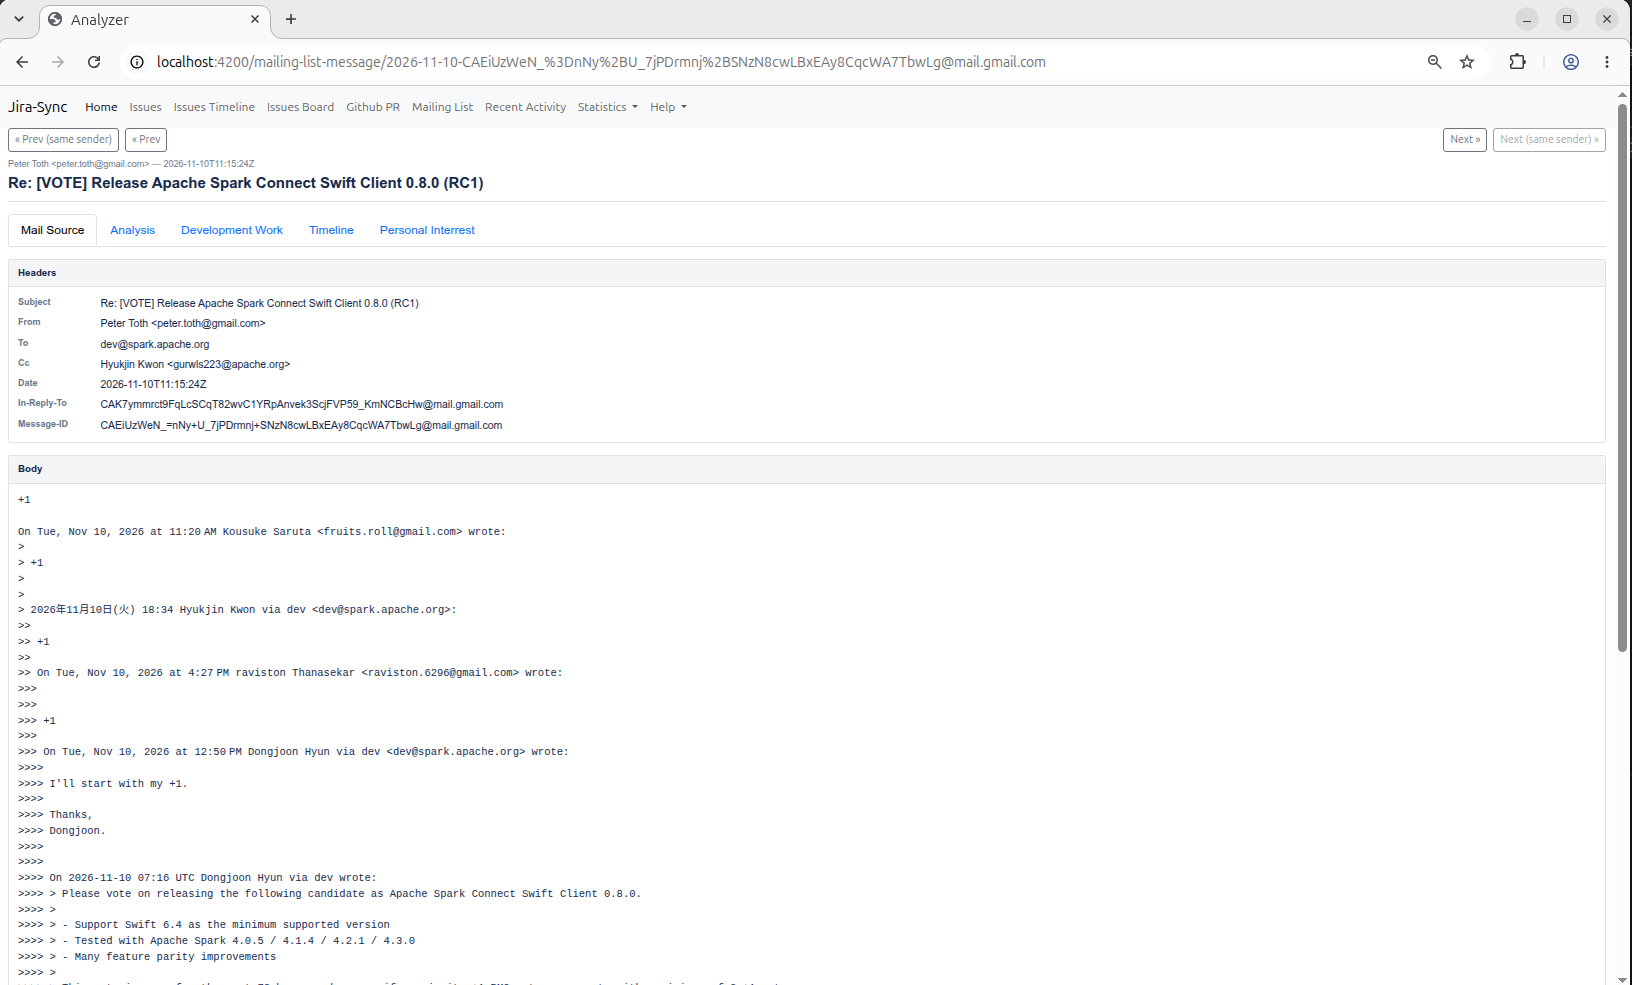 Analyzer
localhost:4200/mailing-list-message/2026-11-10-CAEiUzWeN_%3DnNy%2BU_7jPDrmnj%2BSNzN8cwLBxEAy8CqcWA7TbwLg@mail.gmail.com
Jira-Sync Home Issues Issues Timeline Issues Board Github PR Mailing List Recent Activity Statistics Help
« Prev (same sender) « Prev Next » Next (same sender) »
Peter Toth <peter.toth@gmail.com> — 2026-11-10T11:15:24Z
Re: [VOTE] Release Apache Spark Connect Swift Client 0.8.0 (RC1)
Mail Source Analysis Development Work Timeline Personal Interrest
Headers
Subject Re: [VOTE] Release Apache Spark Connect Swift Client 0.8.0 (RC1)
From Peter Toth <peter.toth@gmail.com>
To dev@spark.apache.org
Cc Hyukjin Kwon <gurwls223@apache.org>
Date 2026-11-10T11:15:24Z
In-Reply-To CAK7ymmrct9FqLcSCqT82wvC1YRpAnvek3ScjFVP59_KmNCBcHw@mail.gmail.com
Message-ID CAEiUzWeN_=nNy+U_7jPDrmnj+SNzN8cwLBxEAy8CqcWA7TbwLg@mail.gmail.com
Body
+1
On Tue, Nov 10, 2026 at 11:20 AM Kousuke Saruta <fruits.roll@gmail.com> wrote:
>
> +1
>
>
> 2026年11月10日(火) 18:34 Hyukjin Kwon via dev <dev@spark.apache.org>:
>>
>> +1
>>
>> On Tue, Nov 10, 2026 at 4:27 PM raviston Thanasekar <raviston.6296@gmail.com> wrote:
>>>
>>>
>>> +1
>>>
>>> On Tue, Nov 10, 2026 at 12:50 PM Dongjoon Hyun via dev <dev@spark.apache.org> wrote:
>>>>
>>>> I'll start with my +1.
>>>>
>>>> Thanks,
>>>> Dongjoon.
>>>>
>>>>
>>>> On 2026-11-10 07:16 UTC Dongjoon Hyun via dev wrote:
>>>> > Please vote on releasing the following candidate as Apache Spark Connect Swift Client 0.8.0.
>>>> >
>>>> > - Support Swift 6.4 as the minimum supported version
>>>> > - Tested with Apache Spark 4.0.5 / 4.1.4 / 4.2.1 / 4.3.0
>>>> > - Many feature parity improvements
>>>> >